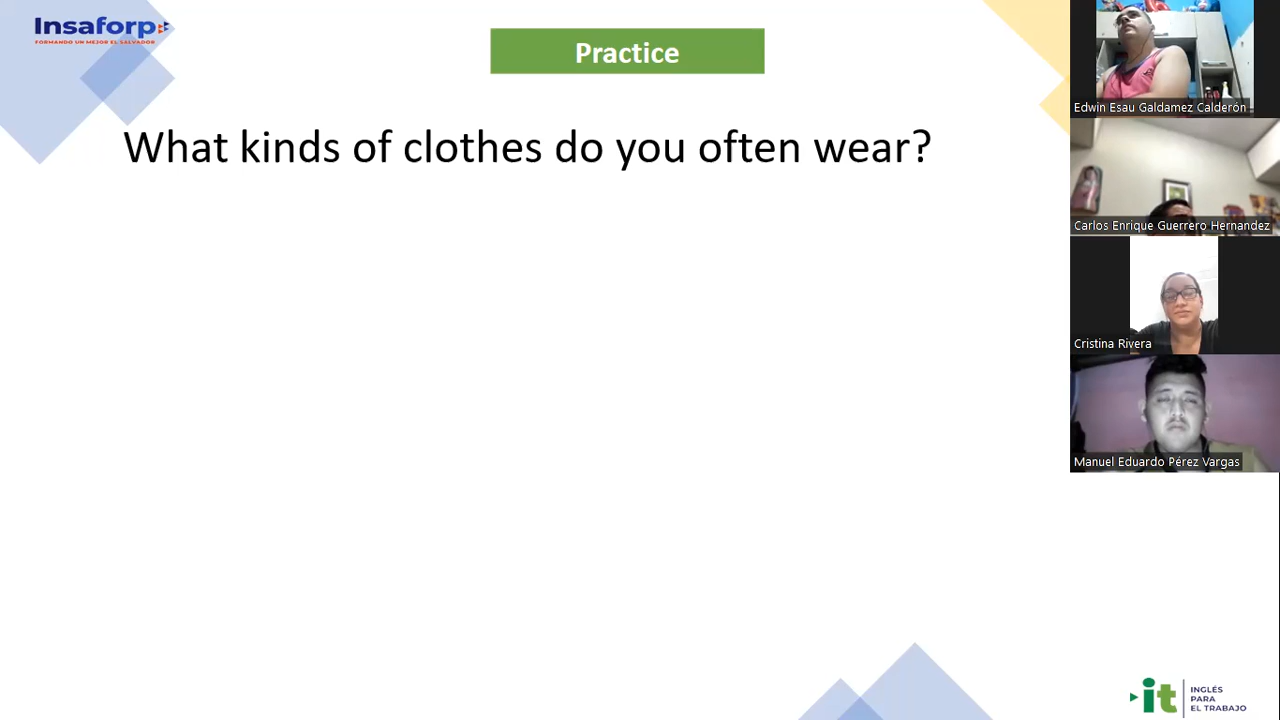 Insaforp
FORMANDO UN MEJOR EL SALVADOR
Practice
What kinds of clothes do you often wear?
Edwin Esau Galdamez Calderón
Carlos Enrique Guerrero Hernandez
Cristina Rivera
Manuel Eduardo Pérez Vargas
it
INGLÉS
PARA
EL TRABAJO